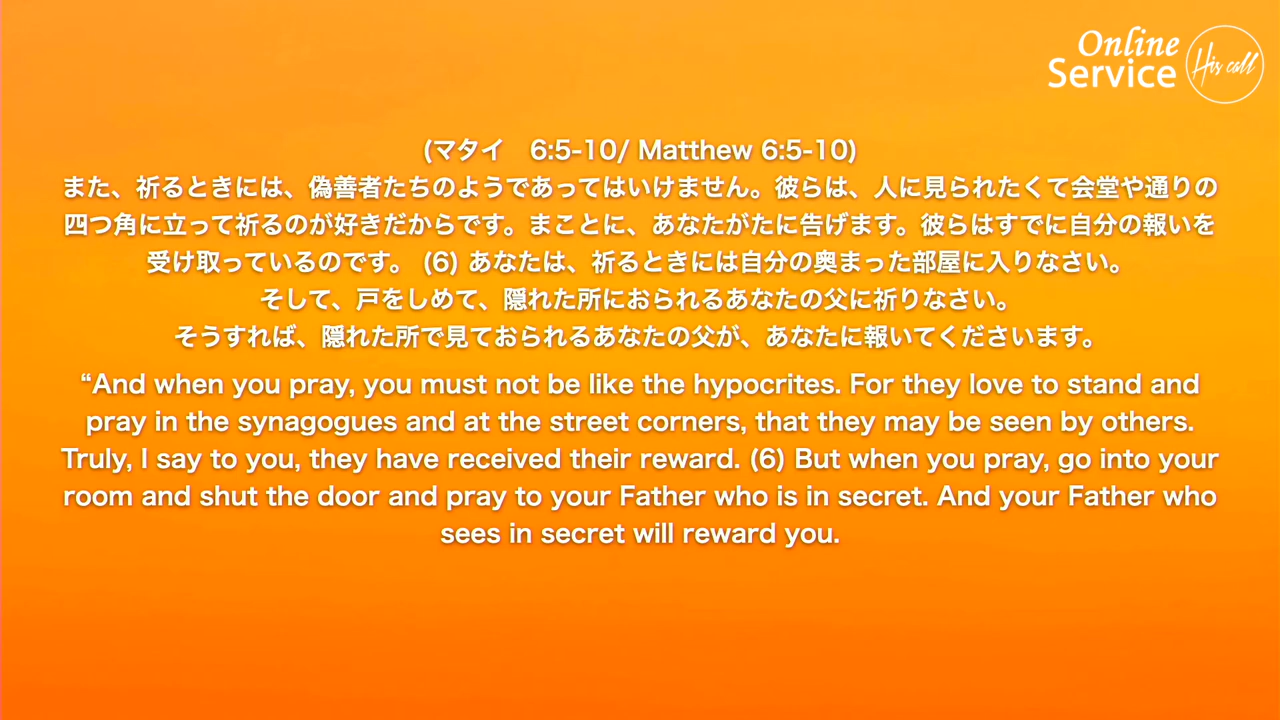 Online
Service
His call
(マタイ　6:5-10/ Matthew 6:5-10)
また、祈るときには、偽善者たちのようであってはいけません。彼らは、人に見られたくて会堂や通りの
四つ角に立って祈るのが好きだからです。まことに、あなたがたに告げます。彼らはすでに自分の報いを
受け取っているのです。 (6) あなたは、祈るときには自分の奥まった部屋に入りなさい。
そして、戸をしめて、隠れた所におられるあなたの父に祈りなさい。
そうすれば、隠れた所で見ておられるあなたの父が、あなたに報いてくださいます。
“And when you pray, you must not be like the hypocrites. For they love to stand and
pray in the synagogues and at the street corners, that they may be seen by others.
Truly, I say to you, they have received their reward. (6) But when you pray, go into your
room and shut the door and pray to your Father who is in secret. And your Father who
sees in secret will reward you.